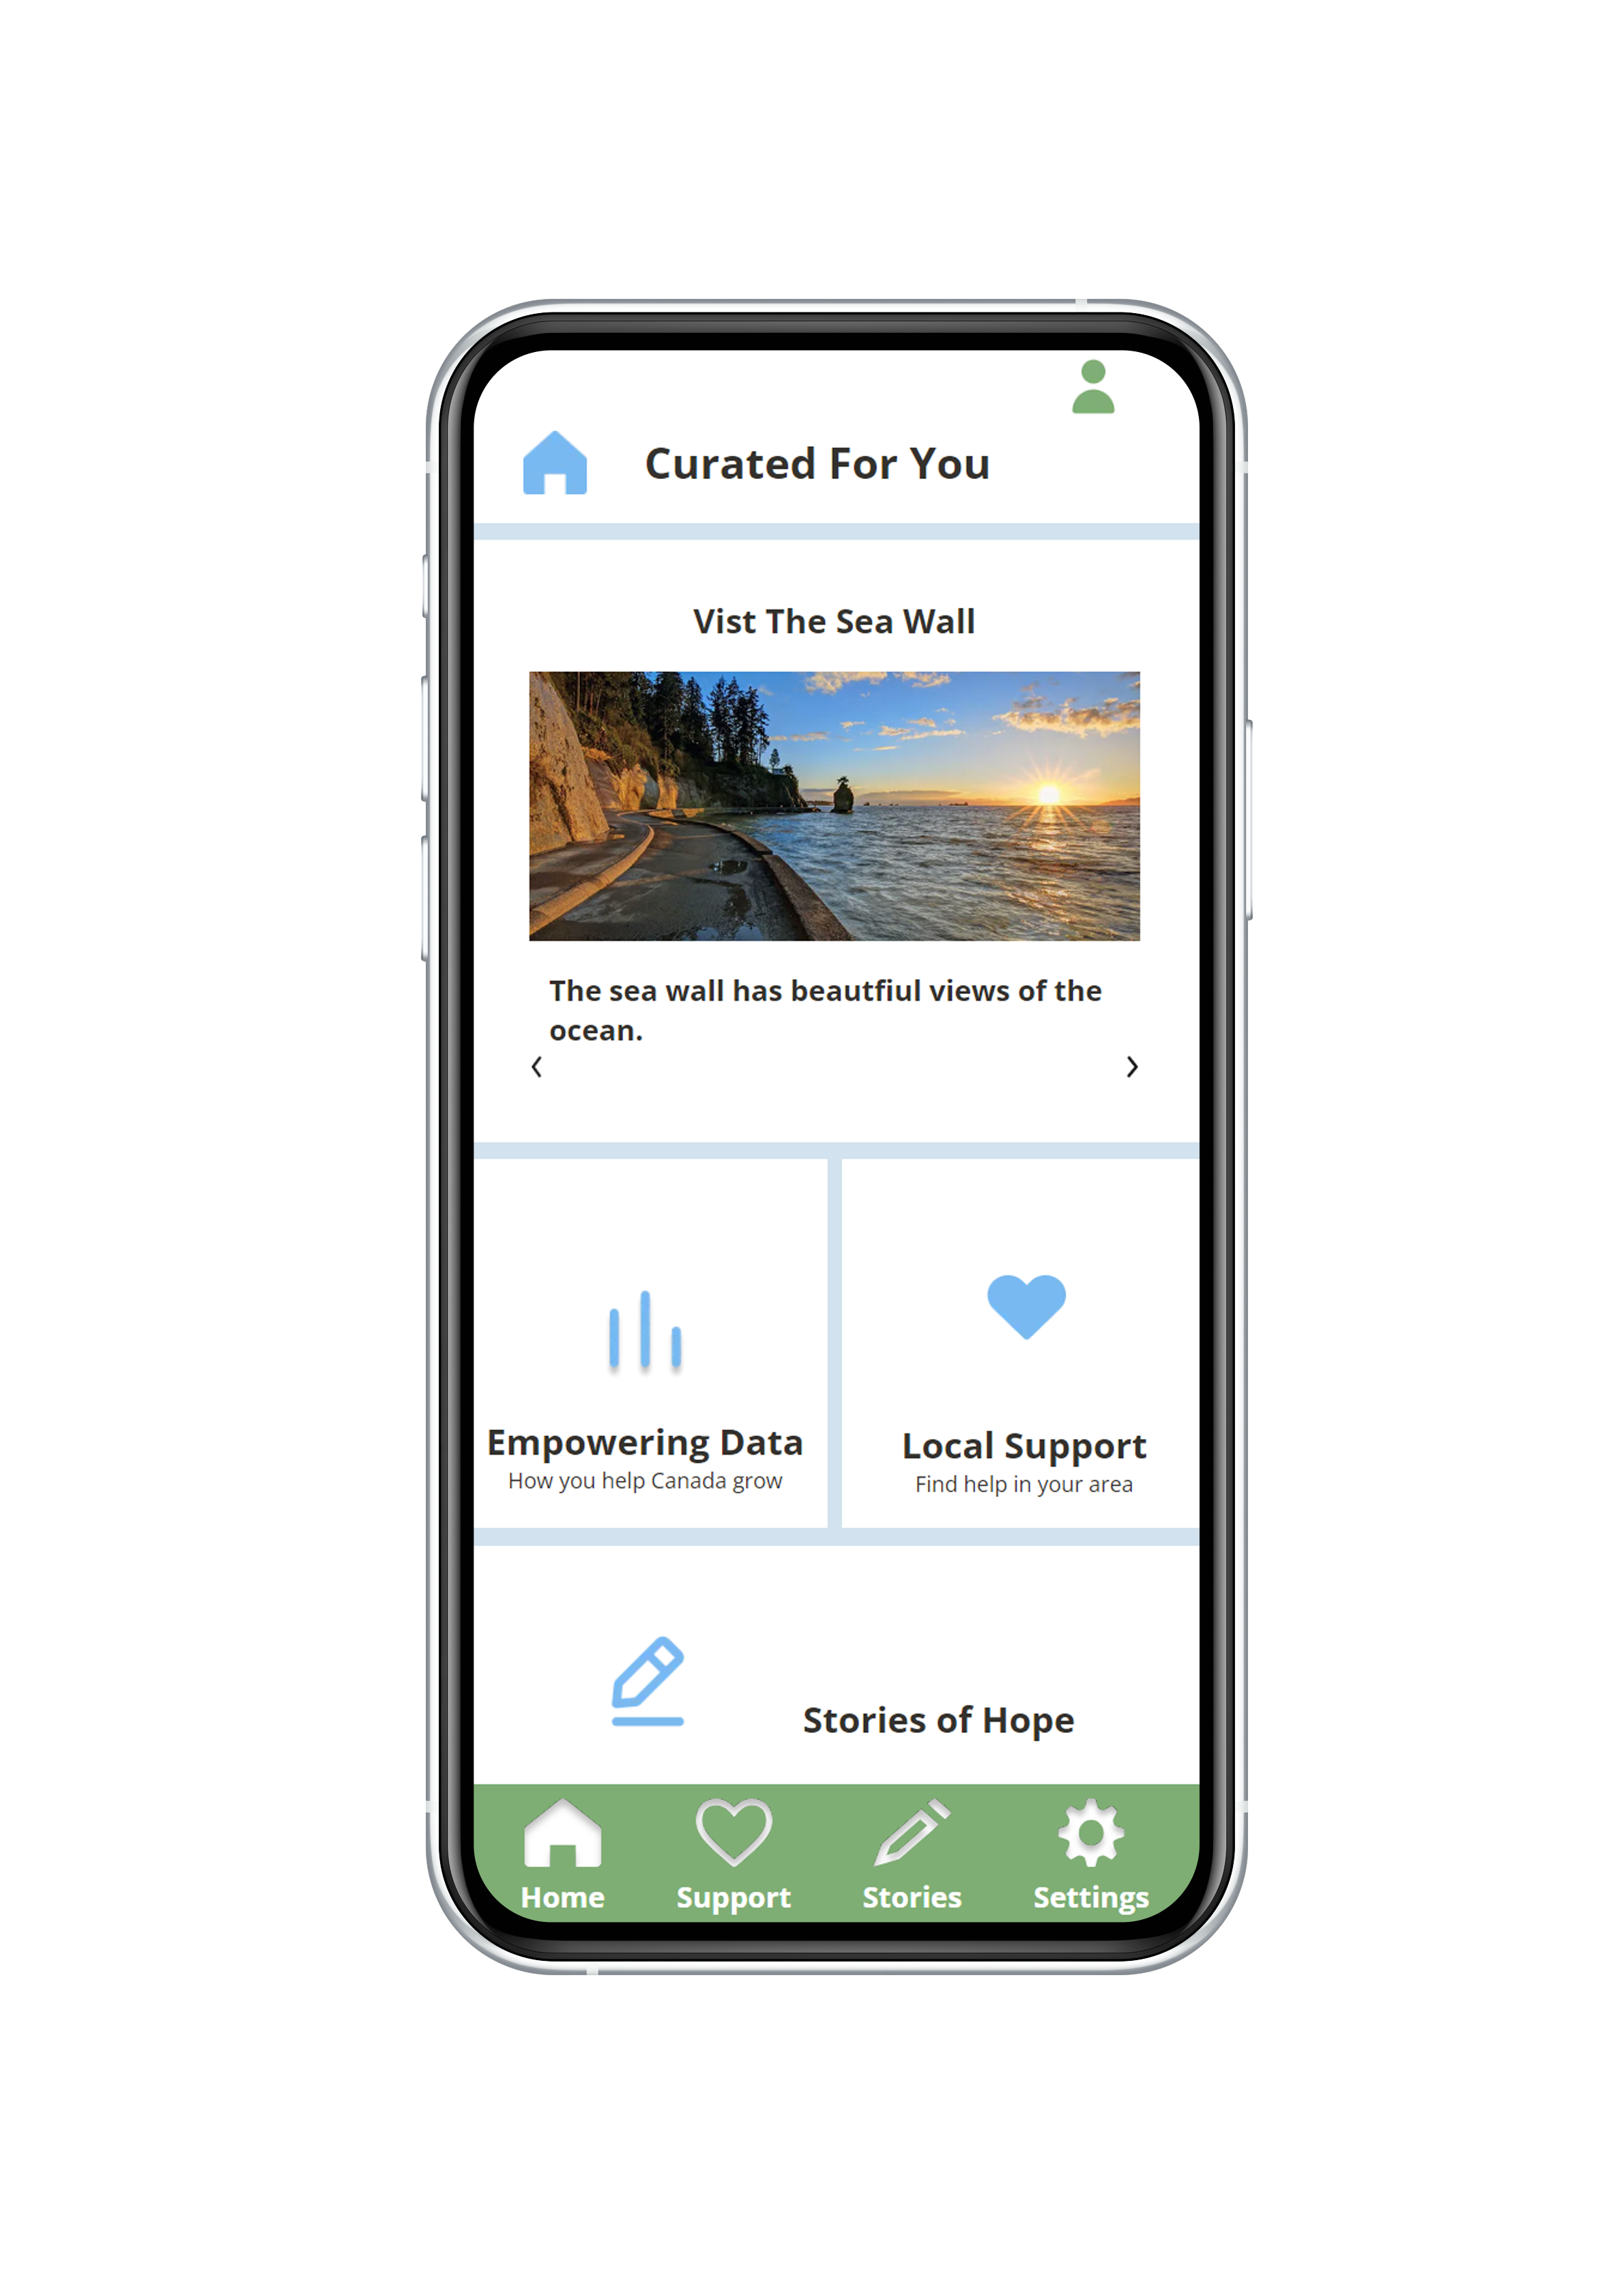 Curated For You
Vist The Sea Wall
The sea wall has beautfiul views of the
ocean.
Empowering Data
How you help Canada grow
Local Support
Find help in your area
Stories of Hope
Home
Support
Stories
Settings